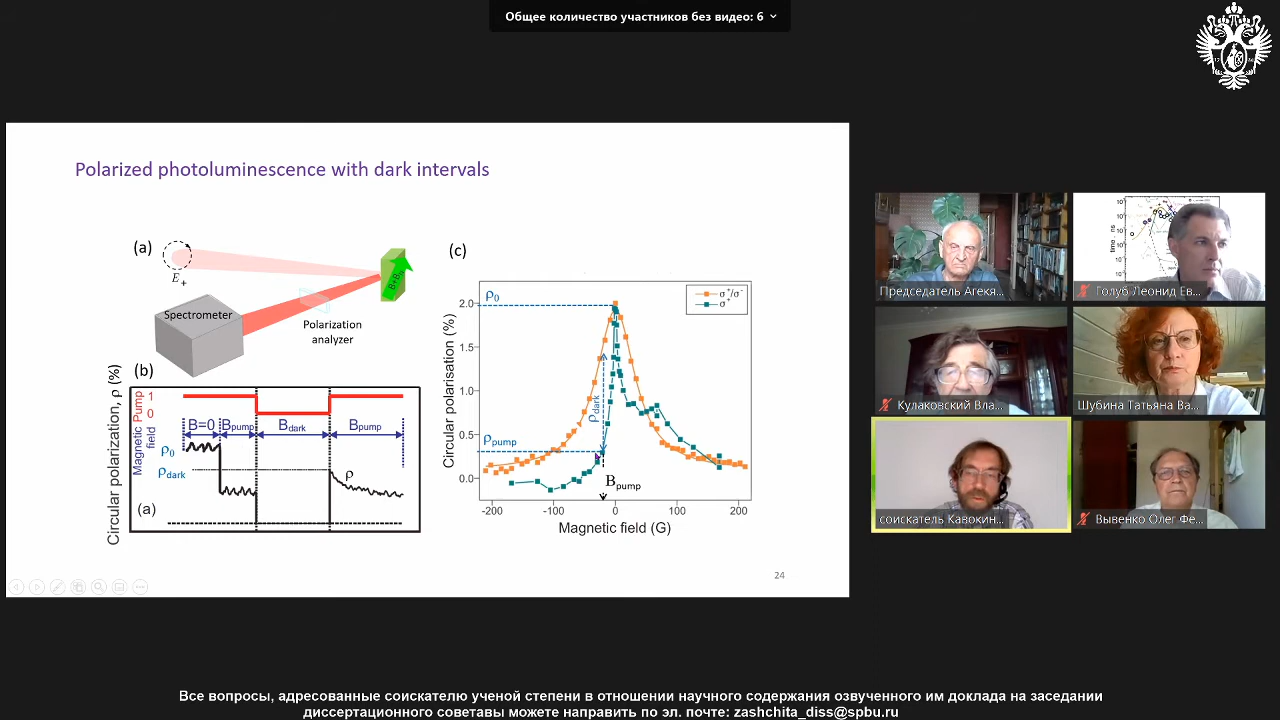 Общее количество участников без видео: 6
Polarized photoluminescence with dark intervals
(a)
E+
Spectrometer
Polarization
analyzer
(b)
Circular polarization, ρ (%)
Magnetic field
Pump
1
0
B=0
Bpump
Bdark
Bpump
ρ0
ρdark
ρ
(a)
(c)
Circular polarisation (%)
2.0
1.5
1.0
0.5
0.0
ρ0
ρdark
ρpump
Bpump
σ+/σ-
σ+
-200
-100
0
100
200
Magnetic field (G)
24
Председатель Агекя...
Голуб Леонид Ев...
Кулаковский Вла...
Шубина Татьяна Ва...
соискатель Кавокин...
Вывенко Олег Фе...
Все вопросы, адресованные соискателю ученой степени в отношении научного содержания озвученного им доклада на заседании
диссертационного советавы можете направить по эл. почте: zashchita_diss@spbu.ru